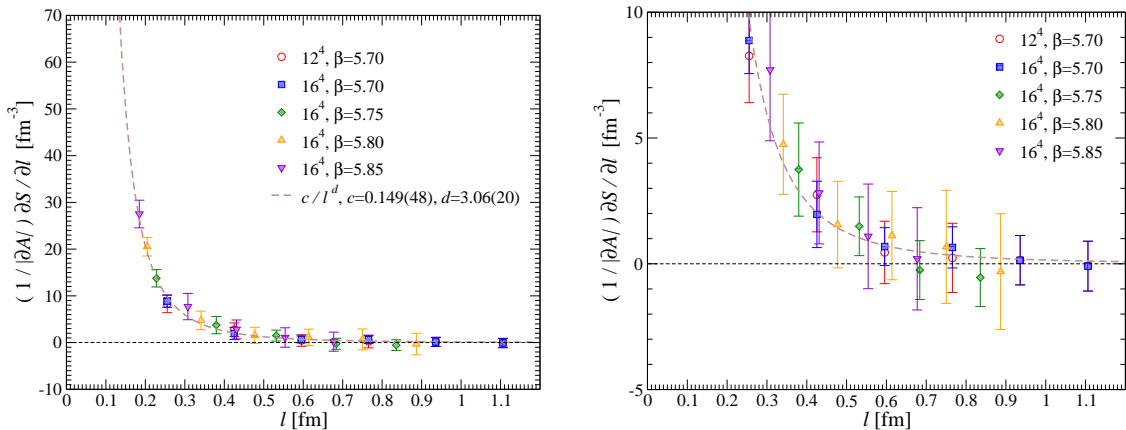 70
60
50
40
30
20
10
0
-10
( 1 / |∂A| ) ∂S / ∂l [fm⁻³]
12⁴, β=5.70
16⁴, β=5.70
16⁴, β=5.75
16⁴, β=5.80
16⁴, β=5.85
c / l^d, c=0.149(48), d=3.06(20)
0 0.1 0.2 0.3 0.4 0.5 0.6 0.7 0.8 0.9 1 1.1
l [fm]
10
5
0
-5
( 1 / |∂A| ) ∂S / ∂l [fm⁻³]
12⁴, β=5.70
16⁴, β=5.70
16⁴, β=5.75
16⁴, β=5.80
16⁴, β=5.85
0 0.1 0.2 0.3 0.4 0.5 0.6 0.7 0.8 0.9 1 1.1
l [fm]